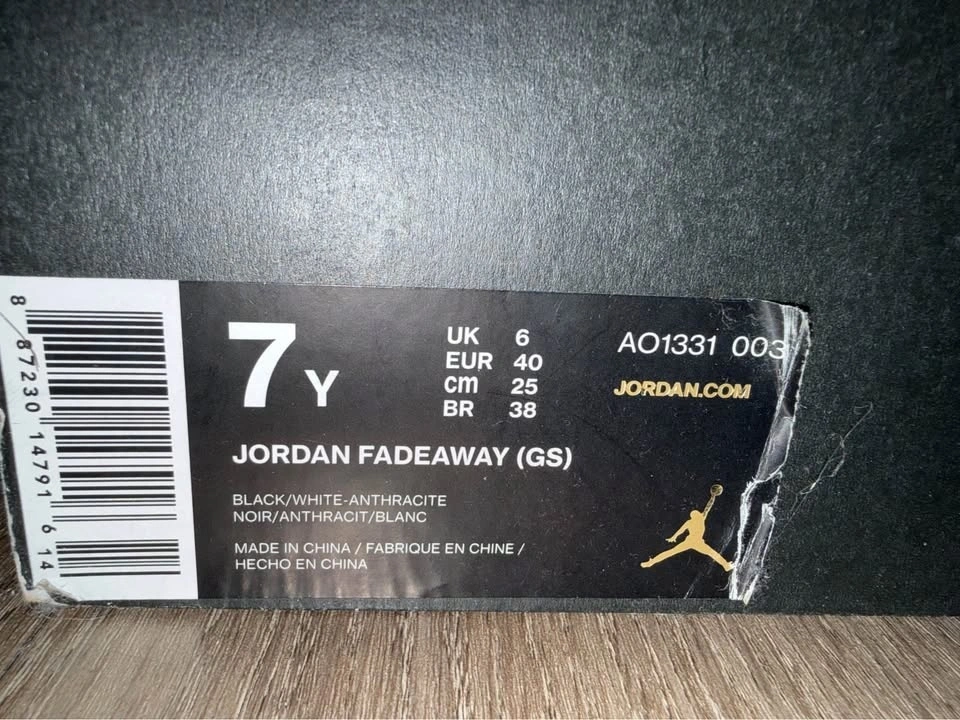 8 87230 14791 6 14
7 Y
UK 6
EUR 40
cm 25
BR 38
AO1331 003
JORDAN.COM
JORDAN FADEAWAY (GS)
BLACK/WHITE-ANTHRACITE
NOIR/ANTHRACIT/BLANC
MADE IN CHINA / FABRIQUE EN CHINE /
HECHO EN CHINA